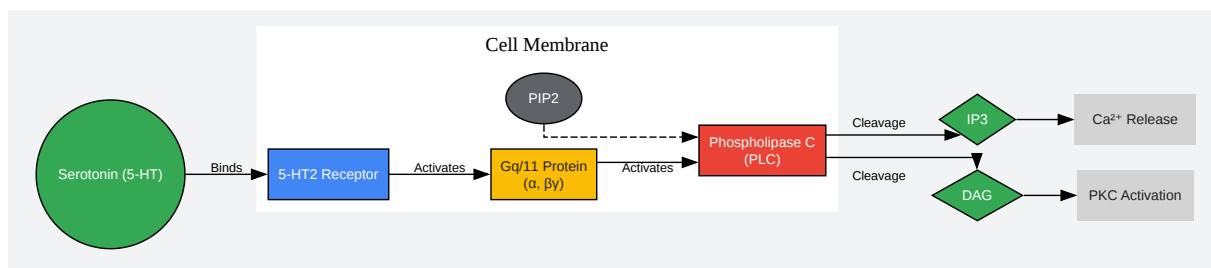 Cell Membrane
PIP2
Serotonin (5-HT)
Binds
5-HT2 Receptor
Activates
Gq/11 Protein
(α, βγ)
Activates
Phospholipase C
(PLC)
Cleavage
IP3
Ca²⁺ Release
Cleavage
DAG
PKC Activation